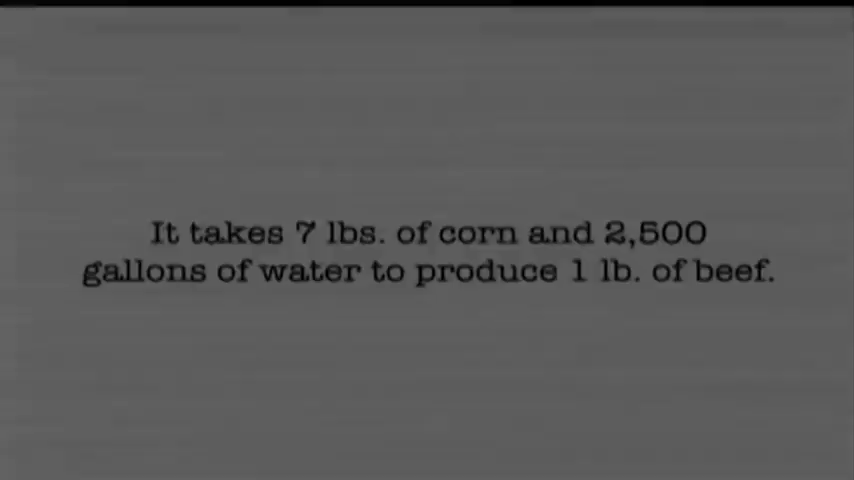 It takes 7 lbs. of corn and 2,500
gallons of water to produce 1 lb. of beef.